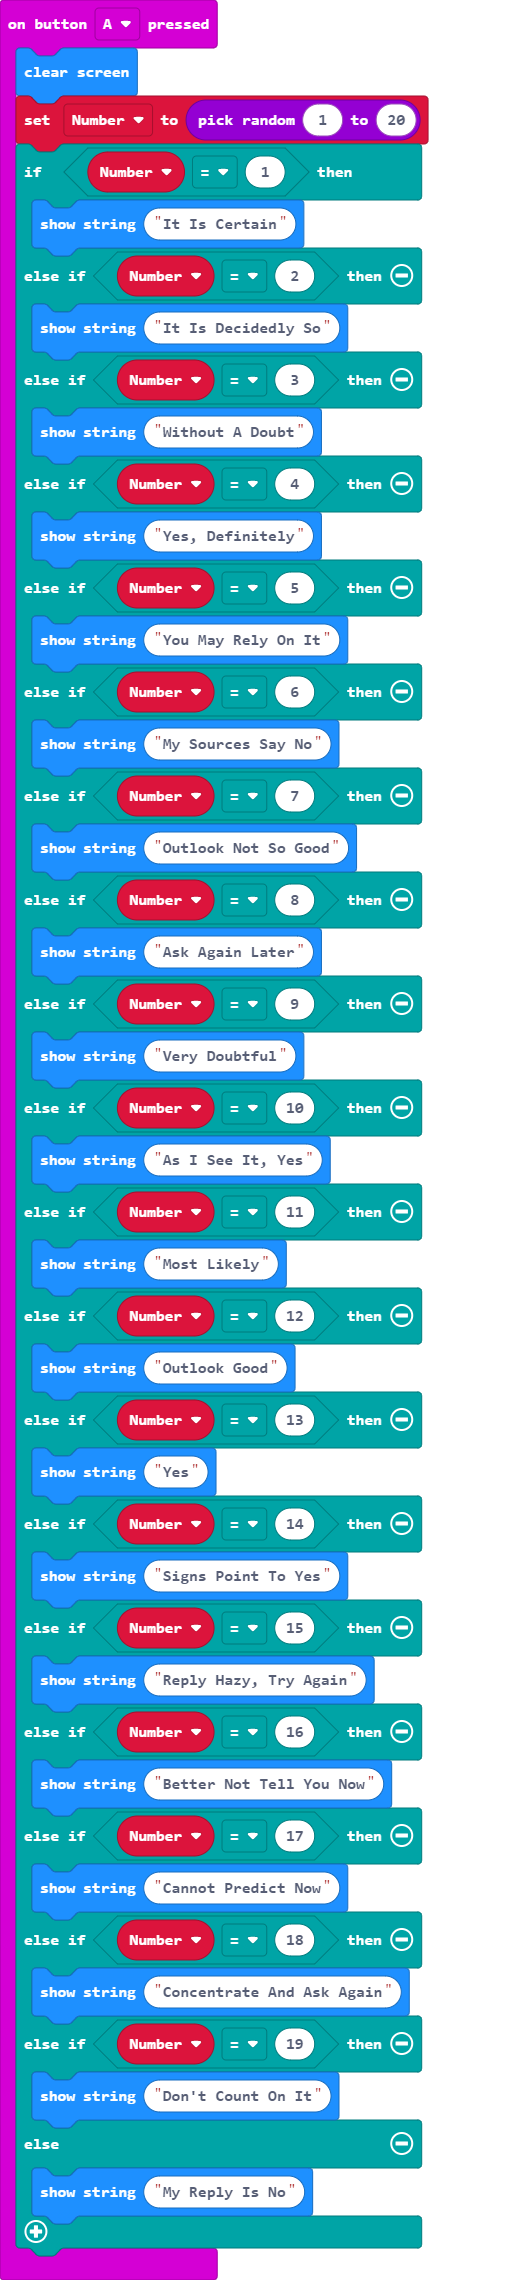 on button A pressed
clear screen
set Number to pick random 1 to 20
if Number = 1 then
show string "It Is Certain"
else if Number = 2 then
show string "It Is Decidedly So"
else if Number = 3 then
show string "Without A Doubt"
else if Number = 4 then
show string "Yes, Definitely"
else if Number = 5 then
show string "You May Rely On It"
else if Number = 6 then
show string "My Sources Say No"
else if Number = 7 then
show string "Outlook Not So Good"
else if Number = 8 then
show string "Ask Again Later"
else if Number = 9 then
show string "Very Doubtful"
else if Number = 10 then
show string "As I See It, Yes"
else if Number = 11 then
show string "Most Likely"
else if Number = 12 then
show string "Outlook Good"
else if Number = 13 then
show string "Yes"
else if Number = 14 then
show string "Signs Point To Yes"
else if Number = 15 then
show string "Reply Hazy, Try Again"
else if Number = 16 then
show string "Better Not Tell You Now"
else if Number = 17 then
show string "Cannot Predict Now"
else if Number = 18 then
show string "Concentrate And Ask Again"
else if Number = 19 then
show string "Don't Count On It"
else
show string "My Reply Is No"